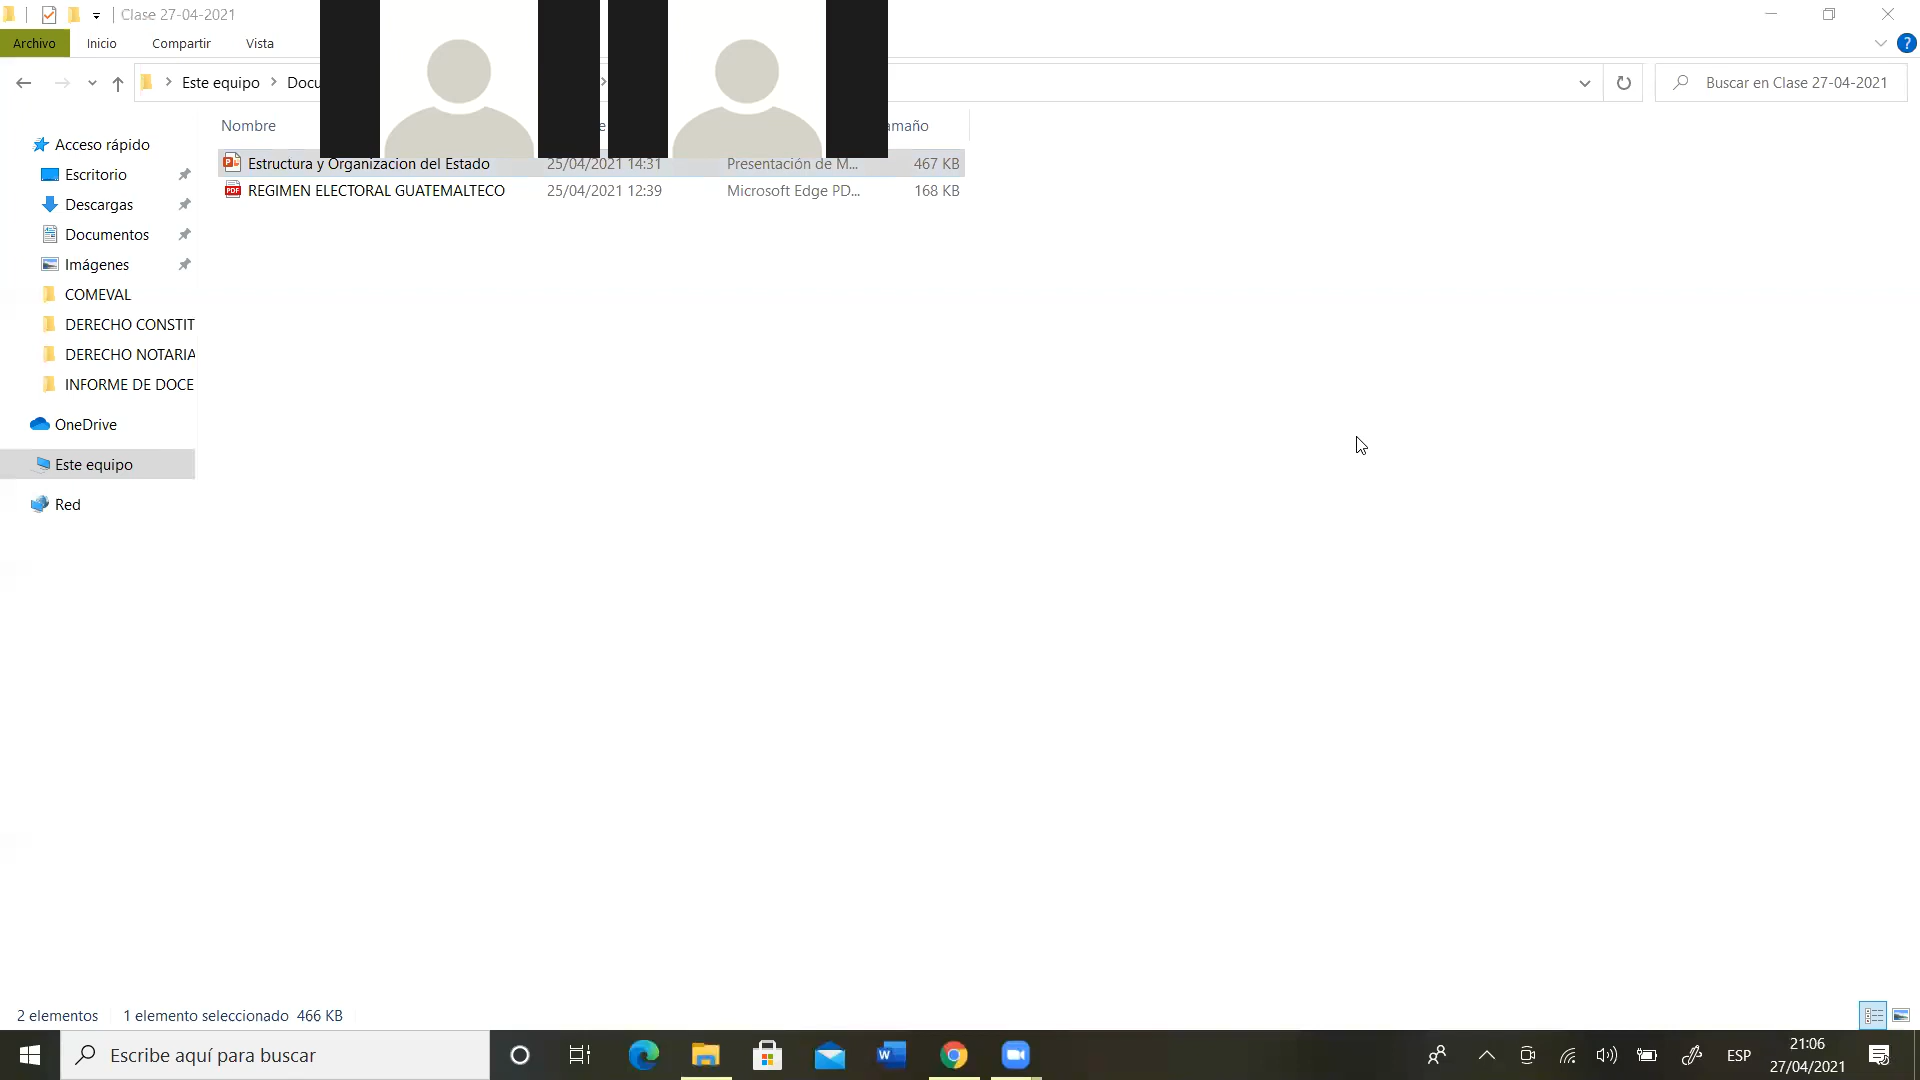 Clase 27-04-2021
Archivo Inicio Compartir Vista
Este equipo Docu
Buscar en Clase 27-04-2021
Nombre
Estructura y Organizacion del Estado 25/04/2021 14:31 Presentación de M... 467 KB
REGIMEN ELECTORAL GUATEMALTECO 25/04/2021 12:39 Microsoft Edge PD... 168 KB
Acceso rápido
Escritorio
Descargas
Documentos
Imágenes
COMEVAL
DERECHO CONSTIT
DERECHO NOTARIA
INFORME DE DOCE
OneDrive
Este equipo
Red
2 elementos 1 elemento seleccionado 466 KB
Escribe aquí para buscar
ESP
21:06
27/04/2021